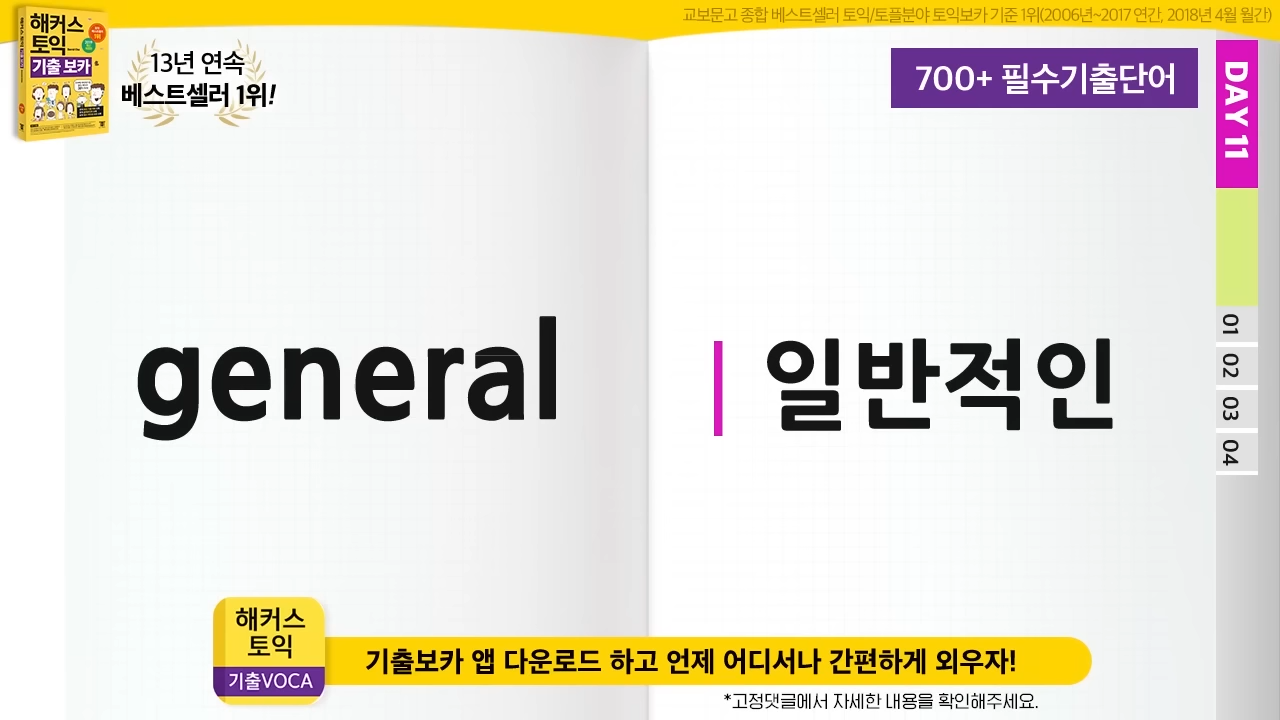 교보문고 종합 베스트셀러 토익/토플분야 토익보카 기준 1위(2006년~2017 연간, 2018년 4월 월간)
해커스
토익
기출 보카
13년 연속
베스트셀러 1위!
700+ 필수기출단어
DAY 11
01
02
03
04
general
일반적인
해커스
토익
기출VOCA
기출보카 앱 다운로드 하고 언제 어디서나 간편하게 외우자!
*고정댓글에서 자세한 내용을 확인해주세요.